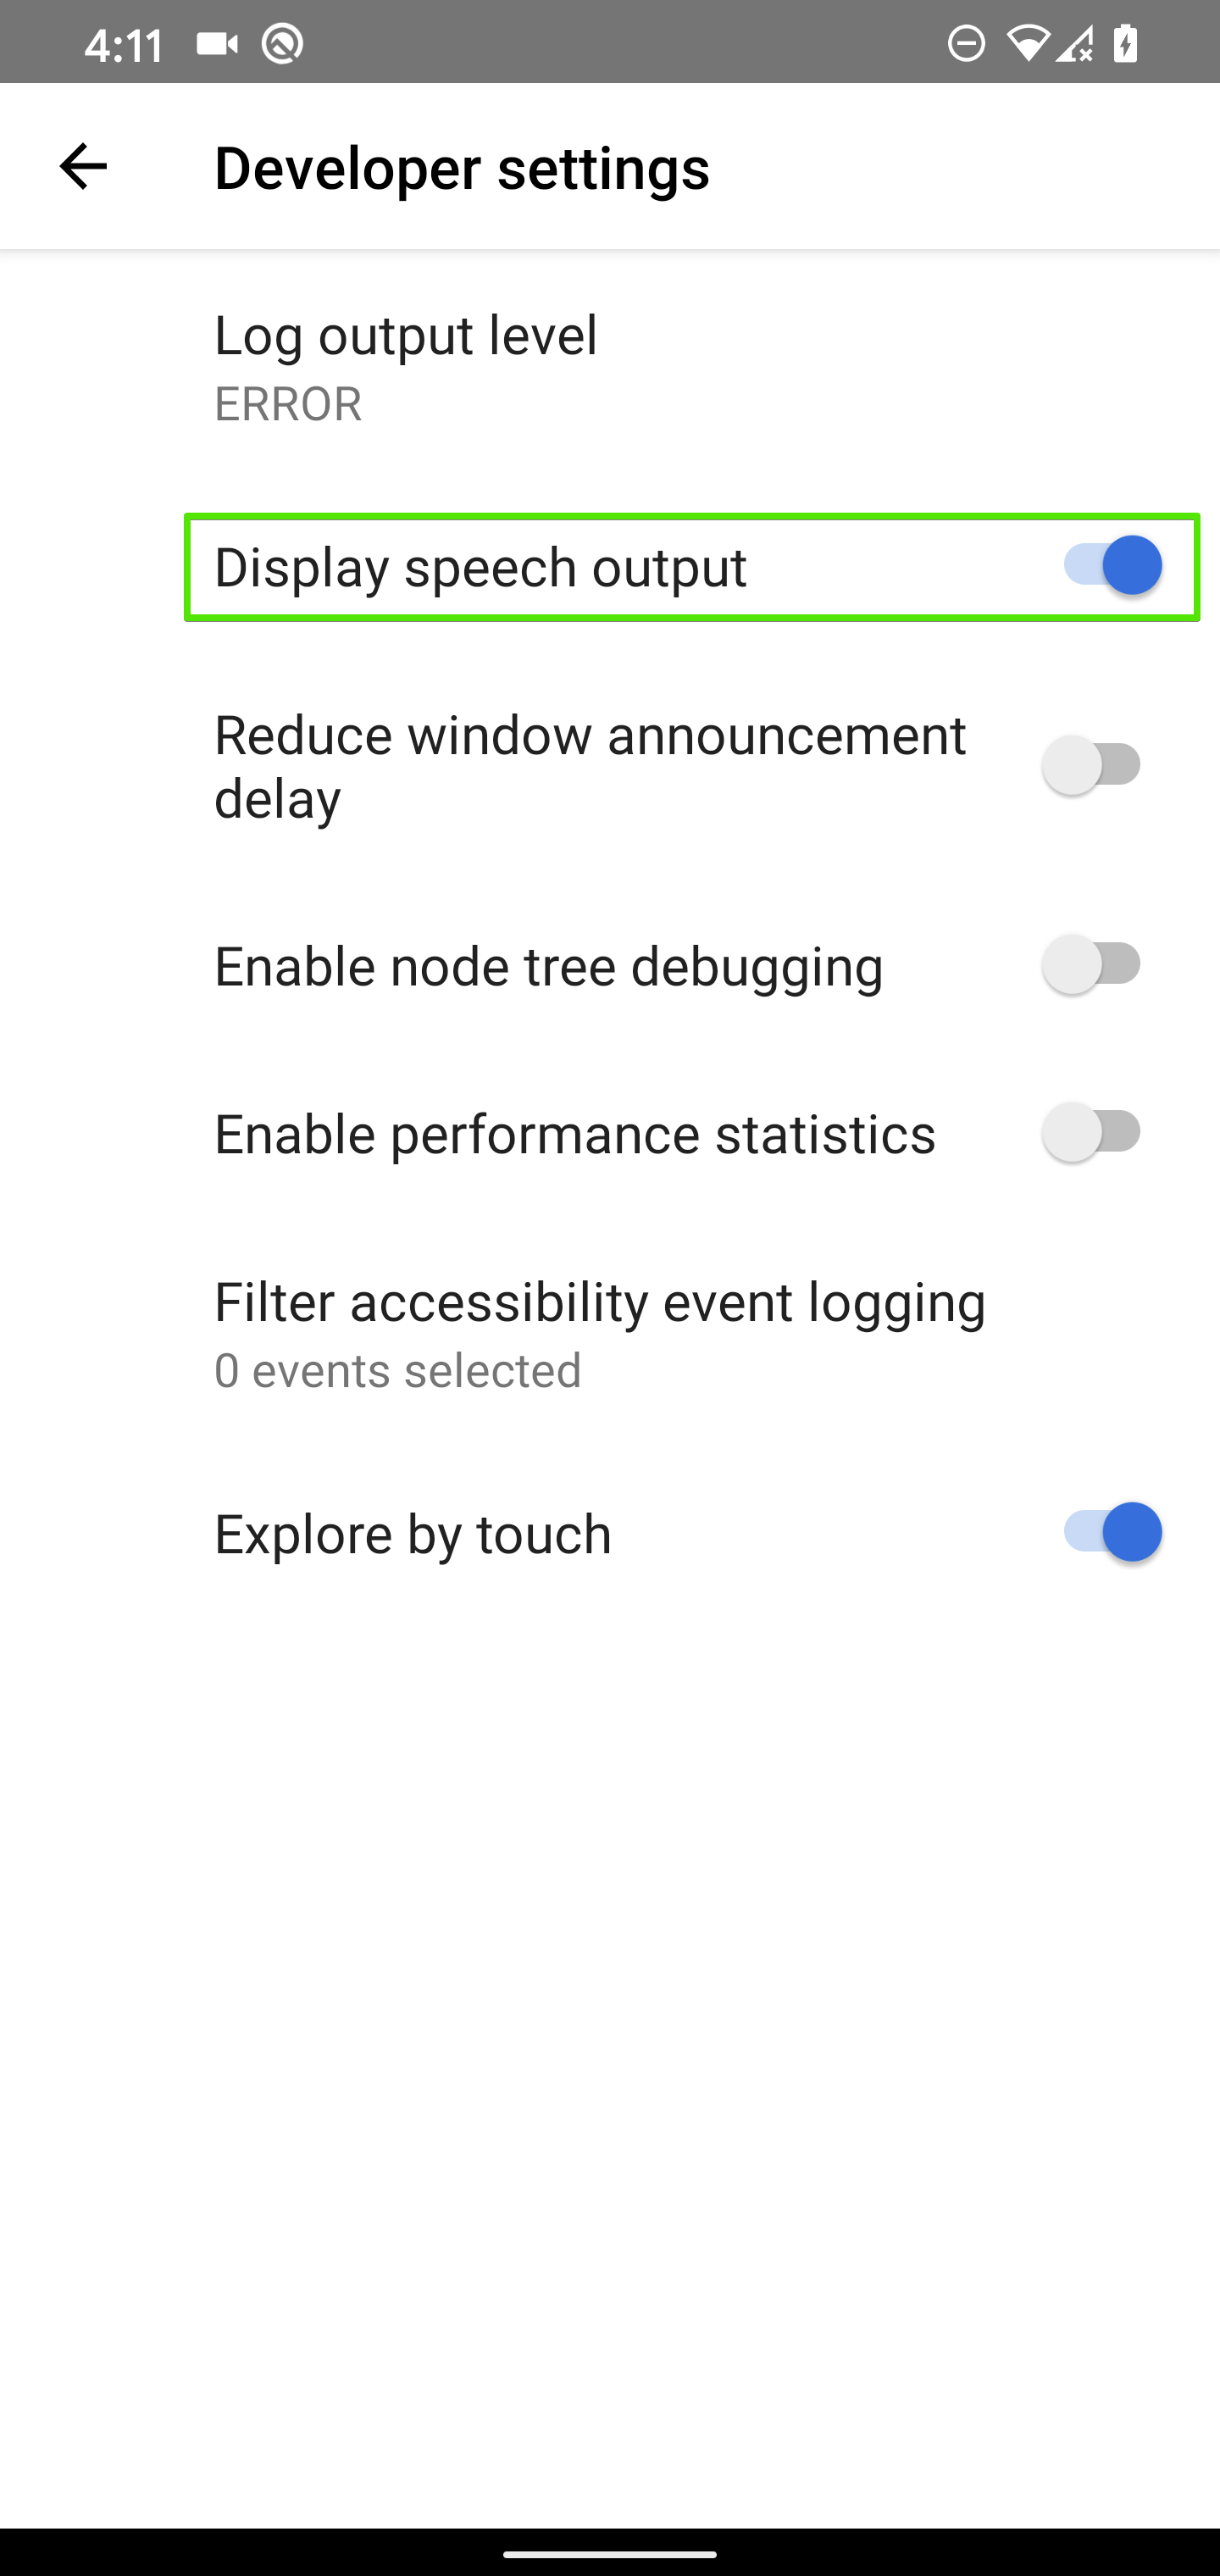 4:11
Developer settings
Log output level
ERROR
Display speech output
Reduce window announcement
delay
Enable node tree debugging
Enable performance statistics
Filter accessibility event logging
0 events selected
Explore by touch